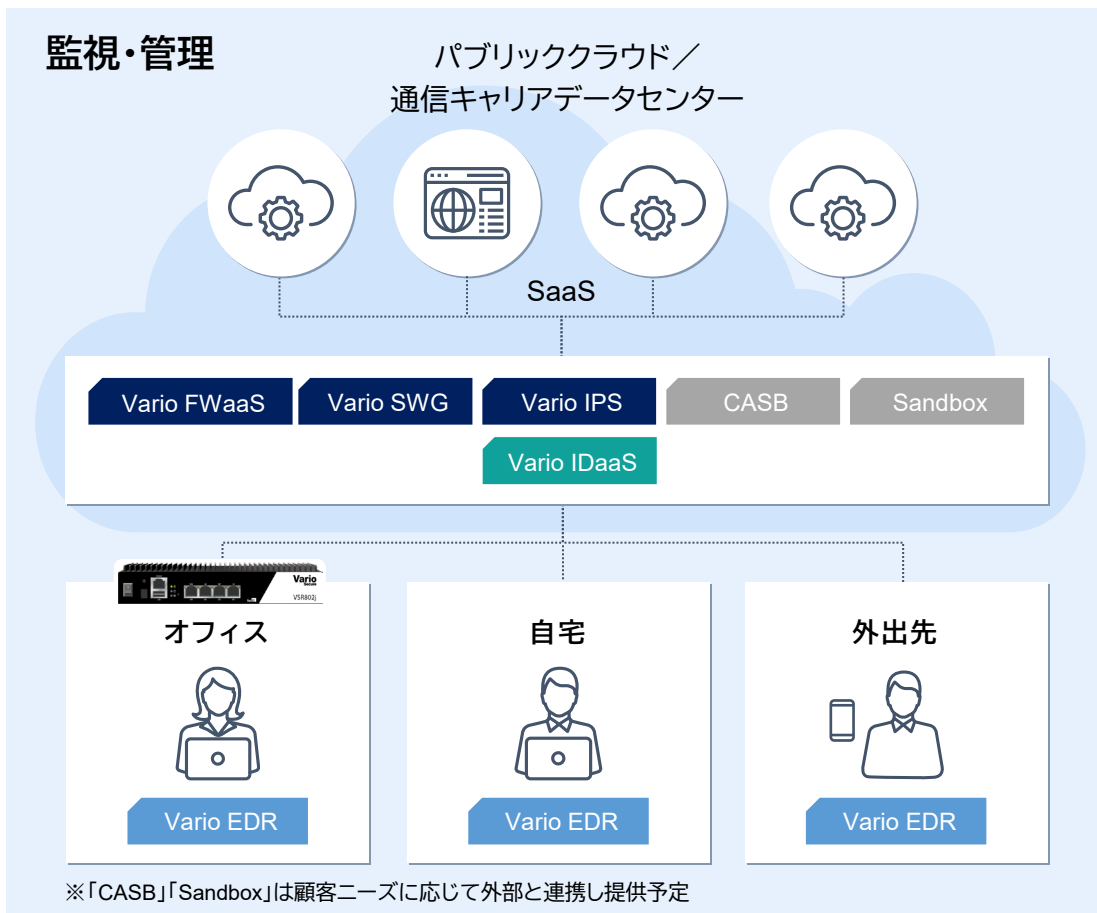 監視・管理
パブリッククラウド／
通信キャリアデータセンター
SaaS
Vario FWaaS
Vario SWG
Vario IPS
CASB
Sandbox
Vario IDaaS
Vario
Secure
VSR802j
オフィス
自宅
外出先
Vario EDR
Vario EDR
Vario EDR
※「CASB」「Sandbox」は顧客ニーズに応じて外部と連携し提供予定